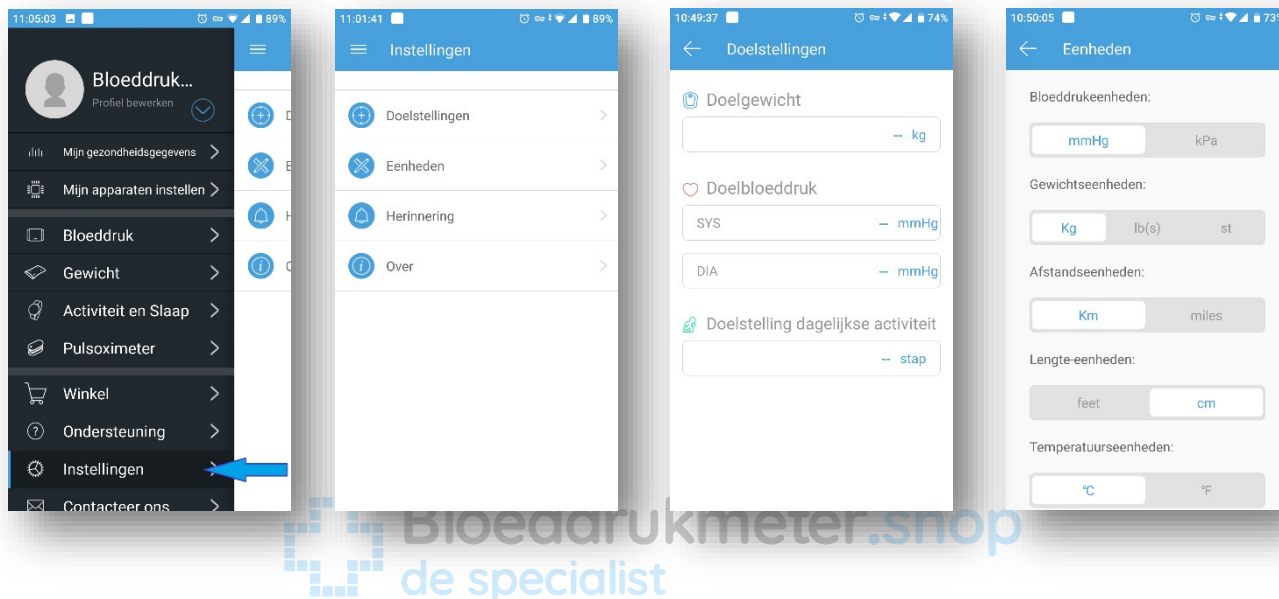 11:05:03 89%
Bloeddruk...
Profiel bewerken
Mijn gezondheidsgegevens
Mijn apparaten instellen
Bloeddruk
Gewicht
Activiteit en Slaap
Pulsoximeter
Winkel
Ondersteuning
Instellingen
Contacteer ons
11:01:41 89%
Instellingen
Doelstellingen
Eenheden
Herinnering
Over
10:49:37 74%
Doelstellingen
Doelgewicht
-- kg
Doelbloeddruk
SYS -- mmHg
DIA -- mmHg
Doelstelling dagelijkse activiteit
-- stap
10:50:05 73%
Eenheden
Bloeddrukeenheden:
mmHg kPa
Gewichtseenheden:
Kg lb(s) st
Afstandseenheden:
Km miles
Lengte-eenheden:
feet cm
Temperatuurseenheden:
°C °F
Bloeddrukmeter.shop
de specialist